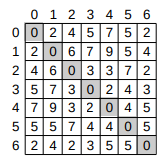 0 1 2 3 4 5 6
0 0 2 4 5 7 5 2
1 2 0 6 7 9 5 4
2 4 6 0 3 3 7 2
3 5 7 3 0 2 4 3
4 7 9 3 2 0 4 5
5 5 5 7 4 4 0 5
6 2 4 2 3 5 5 0